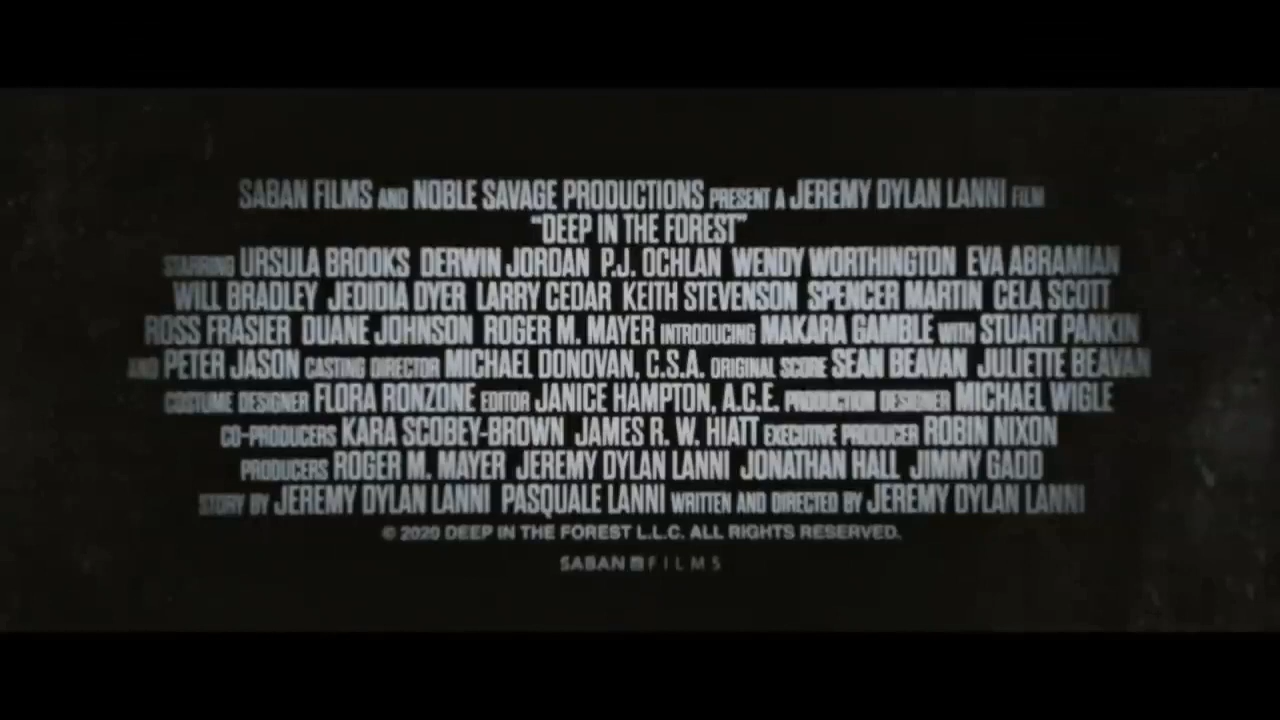 SABAN FILMS AND NOBLE SAVAGE PRODUCTIONS PRESENT A JEREMY DYLAN LANNI FILM
"DEEP IN THE FOREST"
STARRING URSULA BROOKS DERWIN JORDAN P.J. OCHLAN WENDY WORTHINGTON EVA ABRAMIAN
WILL BRADLEY JEDIDIA DYER LARRY CEDAR KEITH STEVENSON SPENCER MARTIN CELA SCOTT
ROSS FRASIER DUANE JOHNSON ROGER M. MAYER INTRODUCING MAKARA GAMBLE WITH STUART PANKIN
AND PETER JASON CASTING DIRECTOR MICHAEL DONOVAN, C.S.A. ORIGINAL SCORE SEAN BEAVAN JULIETTE BEAVAN
COSTUME DESIGNER FLORA RONZONE EDITOR JANICE HAMPTON, A.C.E. PRODUCTION DESIGNER MICHAEL WIGLE
CO-PRODUCERS KARA SCOBEY-BROWN JAMES R. W. HIATT EXECUTIVE PRODUCER ROBIN NIXON
PRODUCERS ROGER M. MAYER JEREMY DYLAN LANNI JONATHAN HALL JIMMY GADD
STORY BY JEREMY DYLAN LANNI PASQUALE LANNI WRITTEN AND DIRECTED BY JEREMY DYLAN LANNI
© 2020 DEEP IN THE FOREST L.L.C. ALL RIGHTS RESERVED.
SABAN FILMS